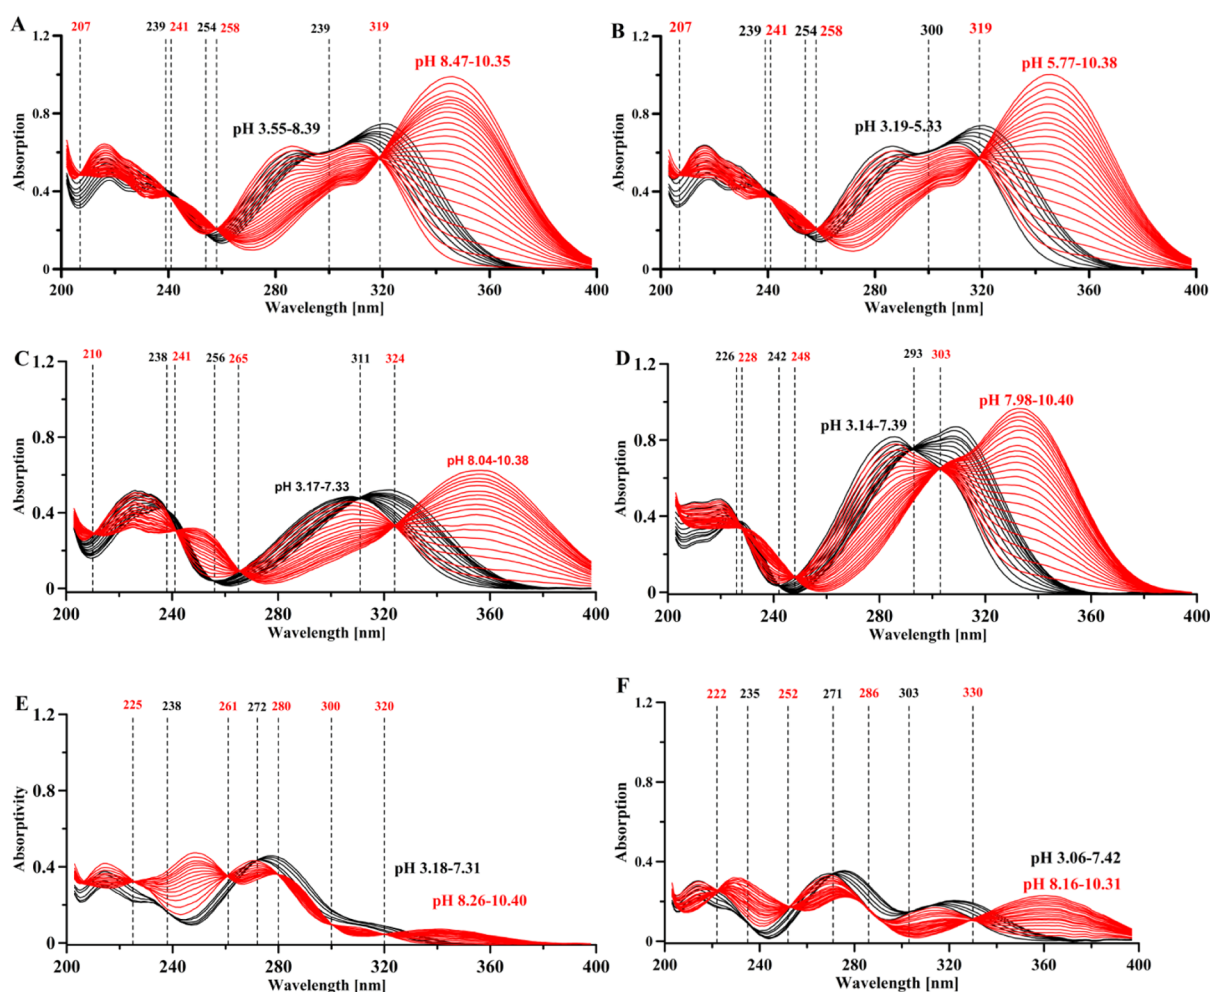 A
207 239 241 254 258 239 319
1.2
pH 8.47-10.35
0.8
pH 3.55-8.39
0.4
0
Absorption
200 240 280 320 360 400
Wavelength [nm]
B
207 239 241 254 258 300 319
1.2
pH 5.77-10.38
0.8
pH 3.19-5.33
0.4
0
Absorption
200 240 280 320 360 400
Wavelength [nm]
C
210 238 241 256 265 311 324
1.2
0.8
pH 8.04-10.38
pH 3.17-7.33
0.4
0
Absorption
200 240 280 320 360 400
Wavelength [nm]
D
226 228 242 248 293 303
1.2
pH 7.98-10.40
pH 3.14-7.39
0.8
0.4
0
Absorption
200 240 280 320 360 400
Wavelength [nm]
E
225 238 261 272 280 300 320
1.2
0.8
0.4
pH 3.18-7.31
pH 8.26-10.40
0
Absorptivity
200 240 280 320 360 400
Wavelength [nm]
F
222 235 252 271 286 303 330
1.2
0.8
0.4
pH 3.06-7.42
pH 8.16-10.31
0
Absorption
200 240 280 320 360 400
Wavelength [nm]